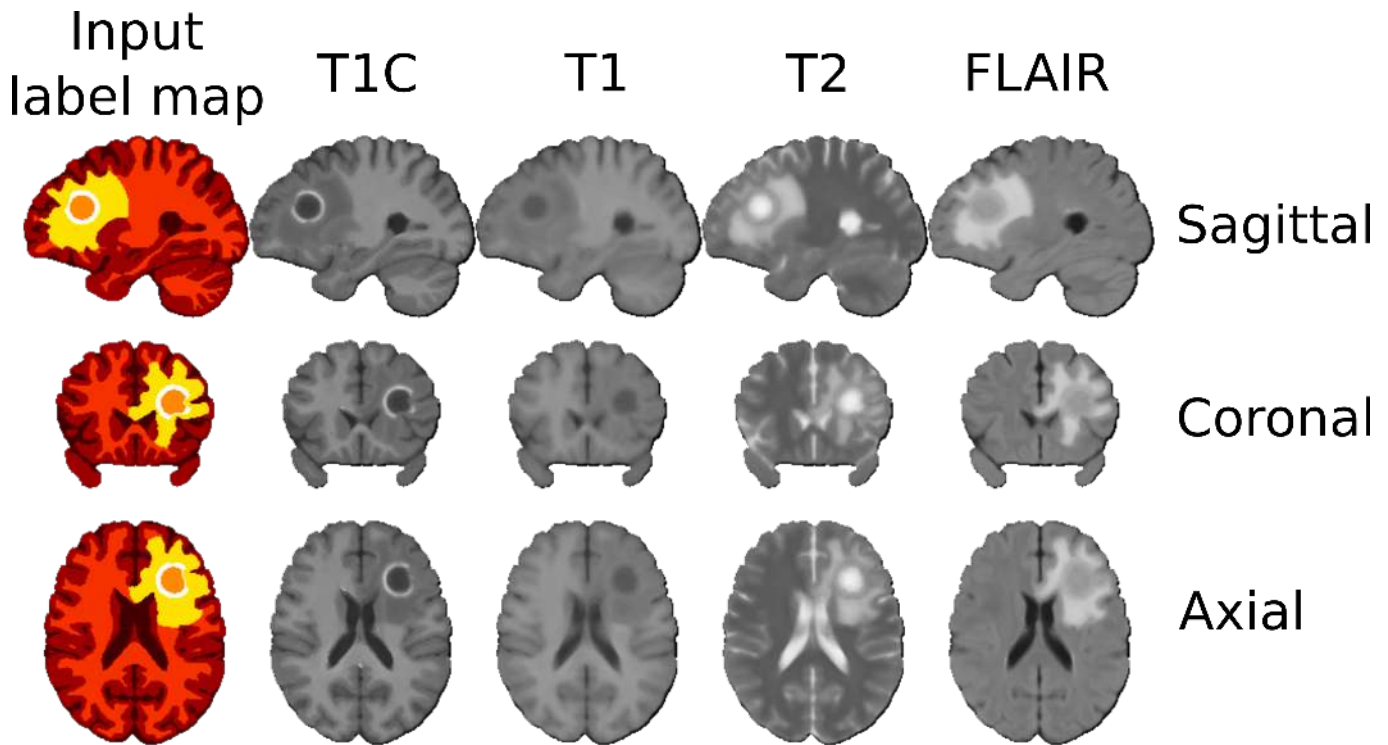 Input
label map
T1C
T1
T2
FLAIR
Sagittal
Coronal
Axial